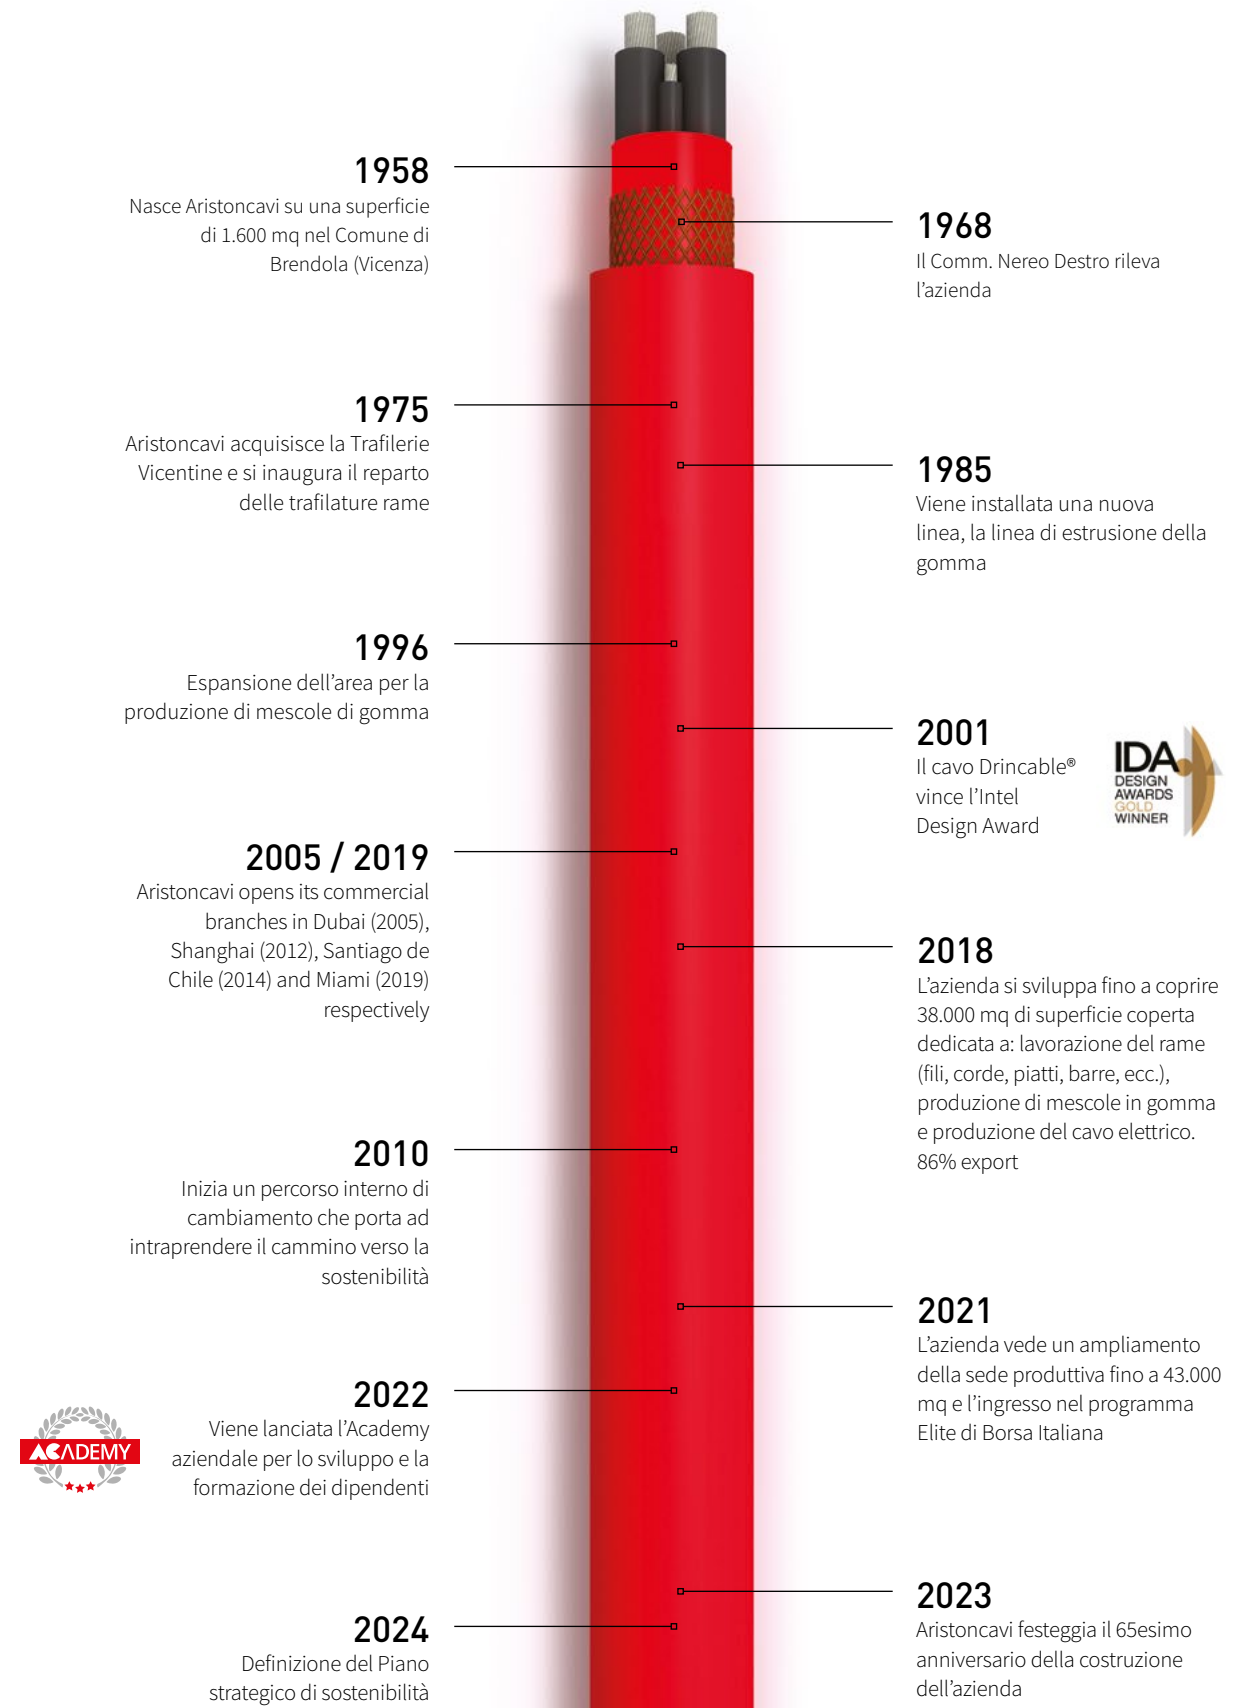 1958
Nasce Aristoncavi su una superficie
di 1.600 mq nel Comune di
Brendola (Vicenza)
1968
Il Comm. Nereo Destro rileva
l’azienda
1975
Aristoncavi acquisisce la Trafilerie
Vicentine e si inaugura il reparto
delle trafilature rame
1985
Viene installata una nuova
linea, la linea di estrusione della
gomma
1996
Espansione dell’area per la
produzione di mescole di gomma
2001
Il cavo Drincable®
vince l’Intel
Design Award
IDA
DESIGN
AWARDS
GOLD
WINNER
2005 / 2019
Aristoncavi opens its commercial
branches in Dubai (2005),
Shanghai (2012), Santiago de
Chile (2014) and Miami (2019)
respectively
2018
L’azienda si sviluppa fino a coprire
38.000 mq di superficie coperta
dedicata a: lavorazione del rame
(fili, corde, piatti, barre, ecc.),
produzione di mescole in gomma
e produzione del cavo elettrico.
86% export
2010
Inizia un percorso interno di
cambiamento che porta ad
intraprendere il cammino verso la
sostenibilità
2021
L’azienda vede un ampliamento
della sede produttiva fino a 43.000
mq e l’ingresso nel programma
Elite di Borsa Italiana
2022
Viene lanciata l’Academy
aziendale per lo sviluppo e la
formazione dei dipendenti
ACADEMY
2023
Aristoncavi festeggia il 65esimo
anniversario della costruzione
dell’azienda
2024
Definizione del Piano
strategico di sostenibilità